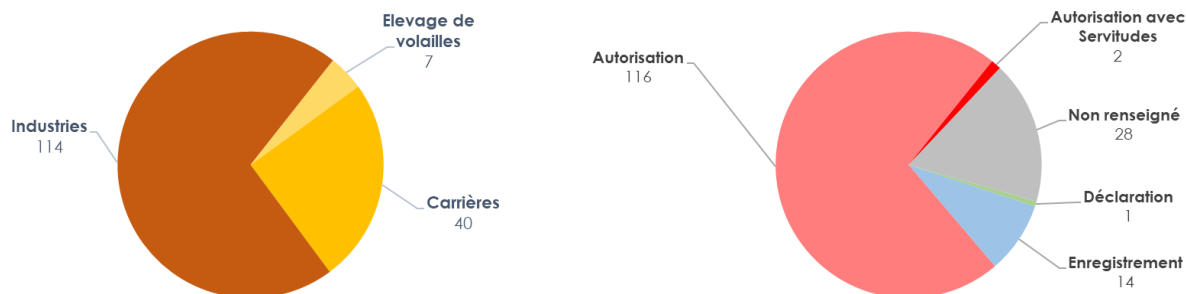 Elevage de
volailles
7
Industries
114
Carrières
40
Autorisation avec
Servitudes
2
Autorisation
116
Non renseigné
28
Déclaration
1
Enregistrement
14